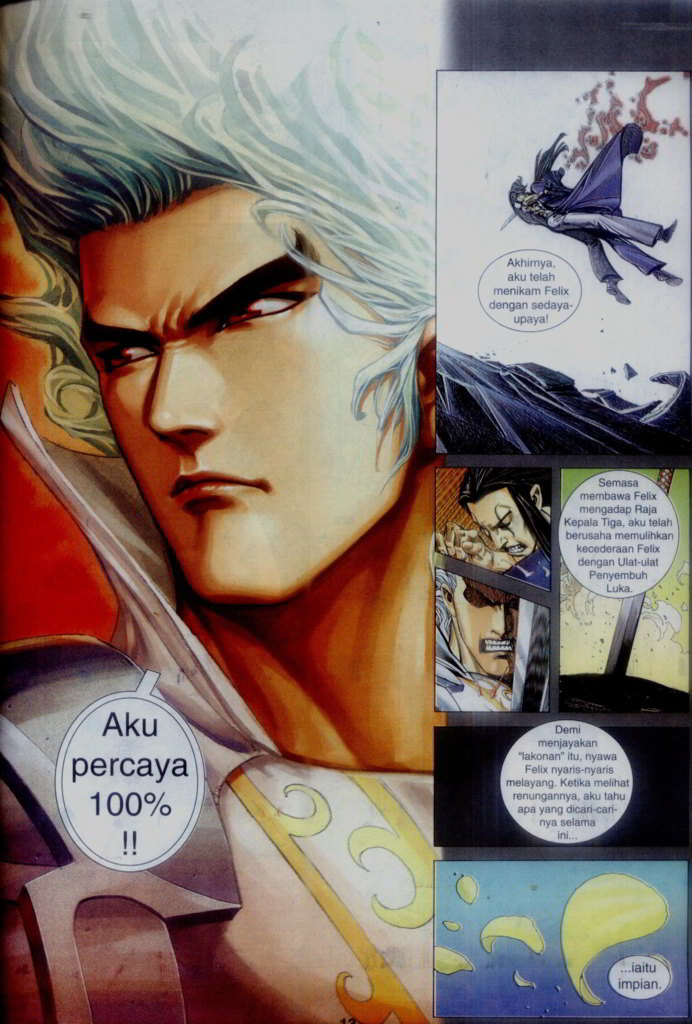 Akhirnya,
aku telah
menikam Felix
dengan sedaya-
upaya!
Semasa
membawa Felix
mengadap Raja
Kepala Tiga, aku telah
berusaha memulihkan
kecederaan Felix
dengan Ulat-ulat
Penyembuh
Luka.
Demi
menjayakan
"lakonan" itu, nyawa
Felix nyaris-nyaris
melayang. Ketika melihat
renungannya, aku tahu
apa yang dicari-cari-
nya selama
ini...
...iaitu
impian.
Aku
percaya
100%
!!
13